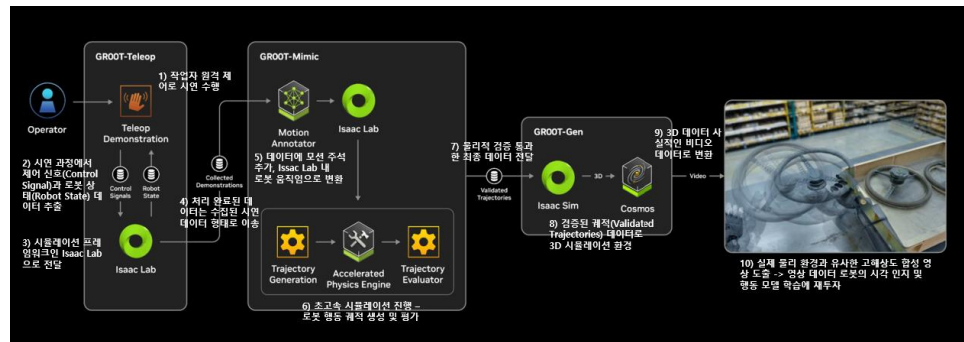 GR00T-Teleop
1) 작업자 원격 제
어로 시연 수행
Operator
Teleop
Demonstration
2) 시연 과정에서
제어 신호(Control
Signal)과 로봇 상
태(Robot State) 데
이터 추출
Control
Signals
Robot
State
3) 시뮬레이션 프레
임워크인 Isaac Lab
으로 전달
Isaac Lab
Collected
Demonstrations
4) 처리 완료된 데
이터는 수집된 시연
데이터 형태로 이송
GR00T-Mimic
Motion
Annotator
Isaac Lab
5) 데이터에 모션 주석
추가, Issac Lab 내
로봇 움직임으로 변환
Trajectory
Generation
Accelerated
Physics Engine
Trajectory
Evaluator
6) 초고속 시뮬레이션 진행 –
로봇 행동 궤적 생성 및 평가
7) 물리적 검증 통과
한 최종 데이터 전달
Validated
Trajectories
GR00T-Gen
Isaac Sim
3D
Cosmos
8) 검증된 궤적(Validated
Trajectories) 데이터로
3D 시뮬레이션 환경
9) 3D 데이터 사
실적인 비디오
데이터로 변환
Video
10) 실제 물리 환경과 유사한 고해상도 합성 영
상 도출 -> 영상 데이터 로봇의 시각 인지 및
행동 모델 학습에 재투자